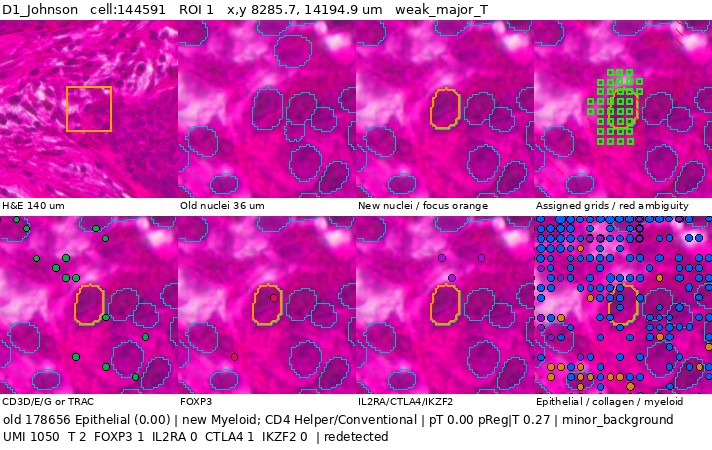 D1_Johnson   cell:144591   ROI 1   x,y 8285.7, 14194.9 um   weak_major_T
H&E 140 um
Old nuclei 36 um
New nuclei / focus orange
Assigned grids / red ambiguity
CD3D/E/G or TRAC
FOXP3
IL2RA/CTLA4/IKZF2
Epithelial / collagen / myeloid
old 178656 Epithelial (0.00) | new Myeloid; CD4 Helper/Conventional | pT 0.00 pReg|T 0.27 | minor_background
UMI 1050  T 2  FOXP3 1  IL2RA 0  CTLA4 1  IKZF2 0  | redetected